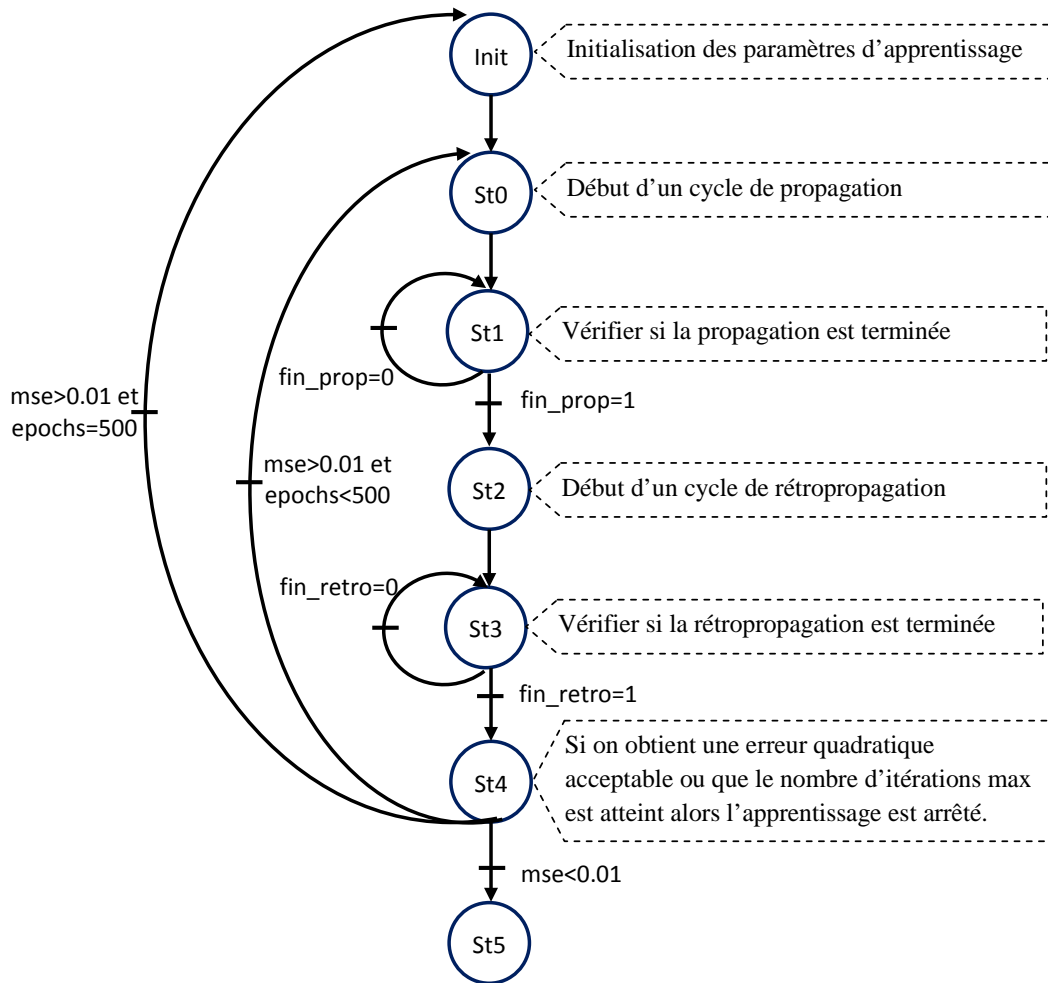 Init
Initialisation des paramètres d’apprentissage
St0
Début d’un cycle de propagation
St1
Vérifier si la propagation est terminée
fin_prop=0
fin_prop=1
mse>0.01 et
epochs=500
mse>0.01 et
epochs<500
St2
Début d’un cycle de rétropropagation
fin_retro=0
St3
Vérifier si la rétropropagation est terminée
fin_retro=1
St4
Si on obtient une erreur quadratique
acceptable ou que le nombre d’itérations max
est atteint alors l’apprentissage est arrêté.
mse<0.01
St5